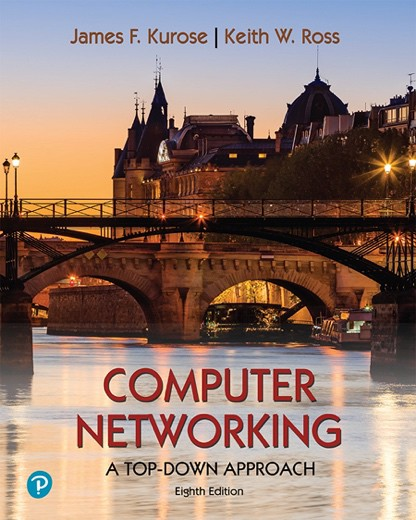 James F. Kurose | Keith W. Ross
COMPUTER
NETWORKING
A TOP-DOWN APPROACH
Eighth Edition
P